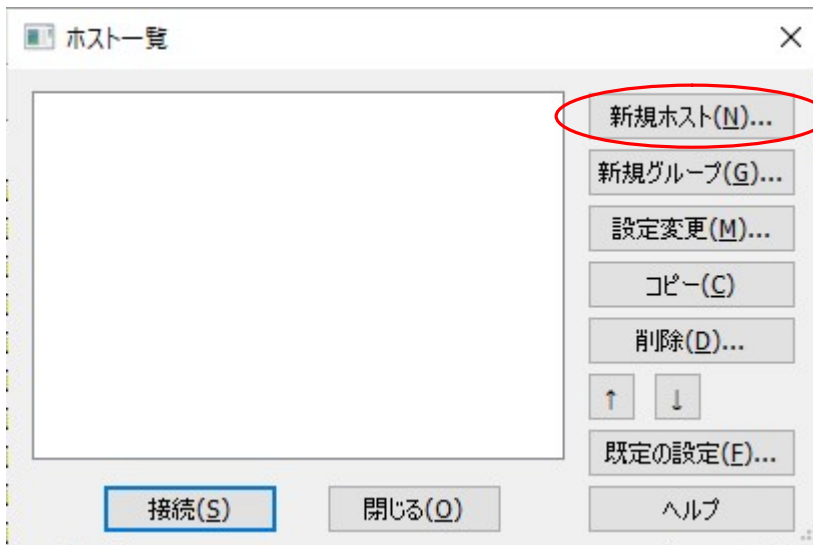 ホスト一覧
新規ホスト(N)...
新規グループ(G)...
設定変更(M)...
コピー(C)
削除(D)...
↑ ↓
既定の設定(F)...
接続(S) 閉じる(O) ヘルプ